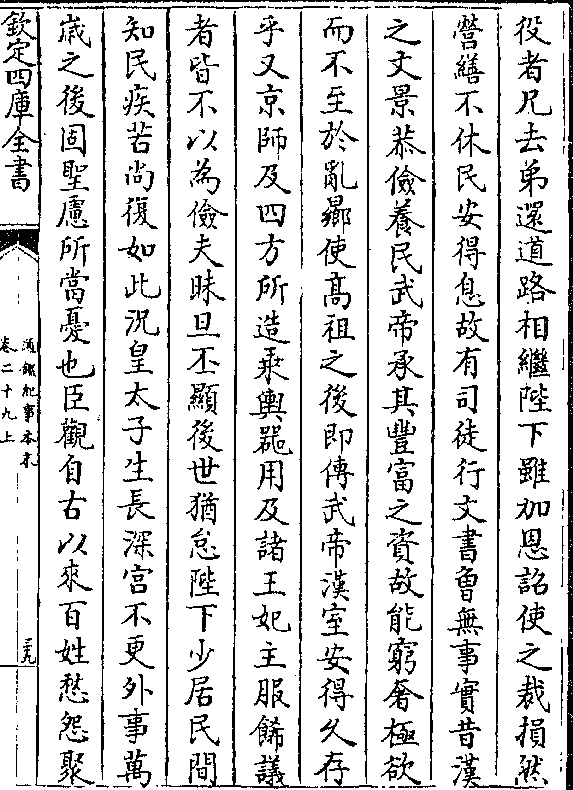 役者兄去弟還道路相繼陛下雖加恩詔使之裁損然
營繕不休民安得息故有司徒行文書曽無事實昔漢
之文景恭儉養民武帝承其豐富之資故能窮奢極欲
而不至於亂曏使髙祖之後即傳武帝漢室安得久存
乎又京師及四方所造乗輿器用及諸王妃主服飾議
者皆不以為儉夫昧旦丕顯後世猶怠陛下少居民間
知民疾苦尚復如此況皇太子生長深宫不更外事萬
嵗之後固聖慮所當憂也臣觀自古以來百姓愁怨聚
欽定四庫全書
通鑑紀事本末
卷二十九上
三九